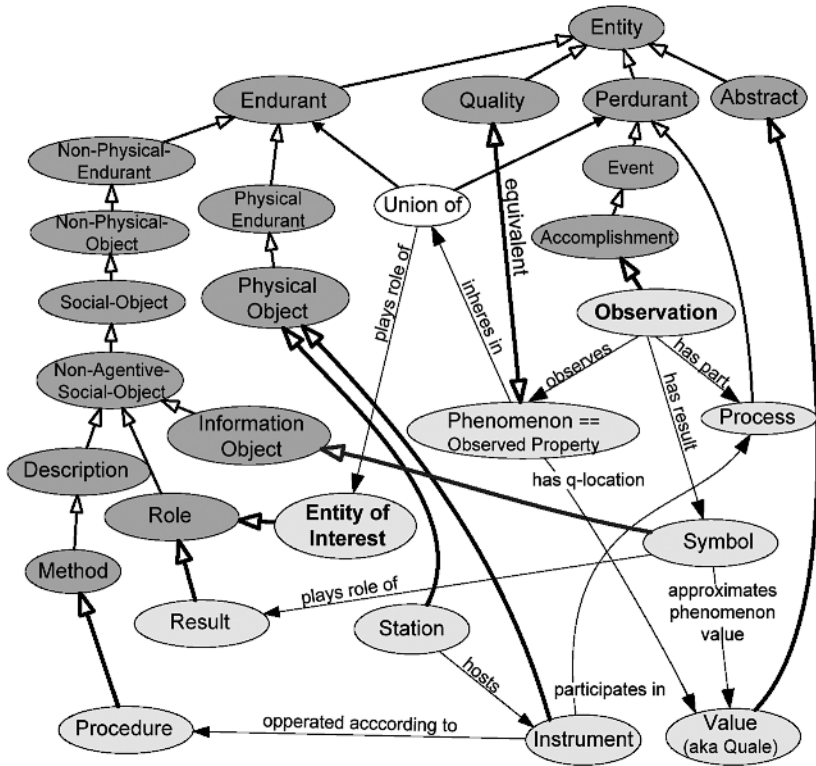 Entity
Endurant
Quality
Perdurant
Abstract
Non-Physical-
Endurant
Event
Physical
Endurant
Union of
equivalent
Non-Physical-
Object
Accomplishment
plays role of
inheres in
Physical
Object
Social-Object
Observation
observes
has part
has result
Non-Agentive-
Social-Object
Information
Object
Phenomenon ==
Observed Property
Process
Description
has q-location
Role
Entity of
Interest
Symbol
Method
plays role of
approximates
phenomenon
value
Result
Station
hosts
participates in
Procedure
opperated acccording to
Instrument
Value
(aka Quale)